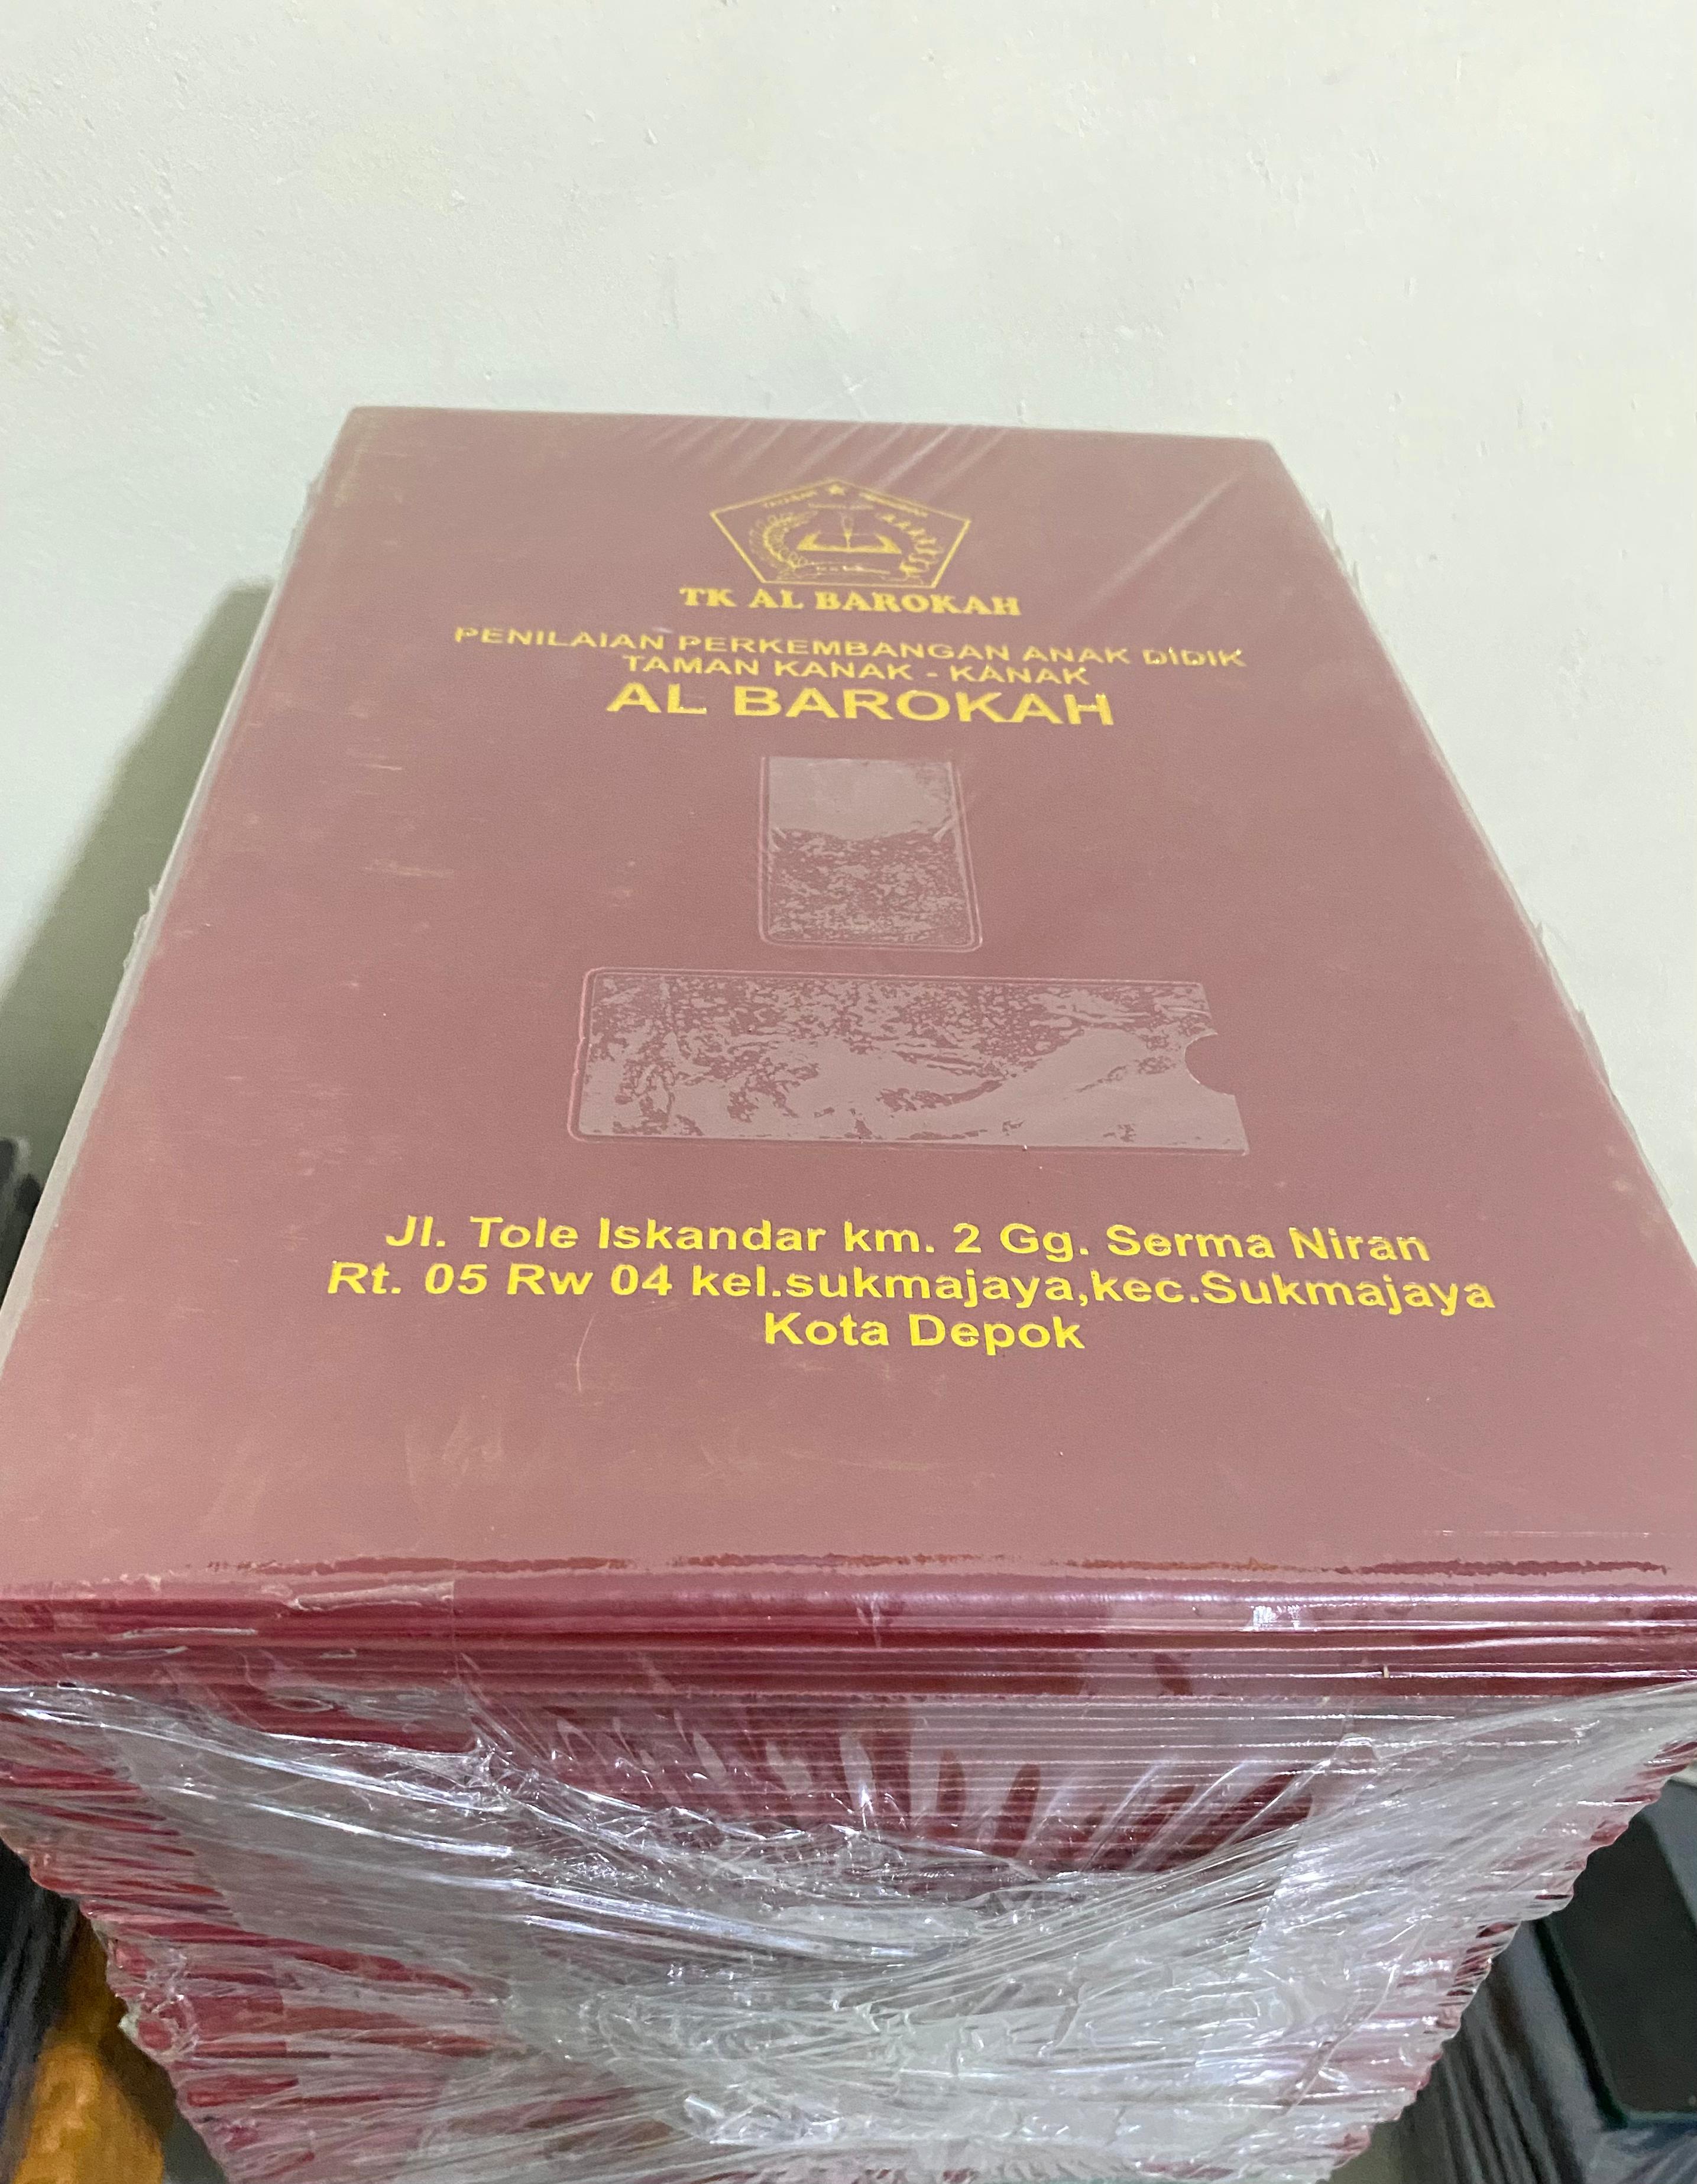 TK AL BAROKAH
PENILAIAN PERKEMBANGAN ANAK DIDIK
TAMAN KANAK - KANAK
AL BAROKAH
Jl. Tole Iskandar km. 2 Gg. Serma Niran
Rt. 05 Rw 04 kel.sukmajaya,kec.Sukmajaya
Kota Depok